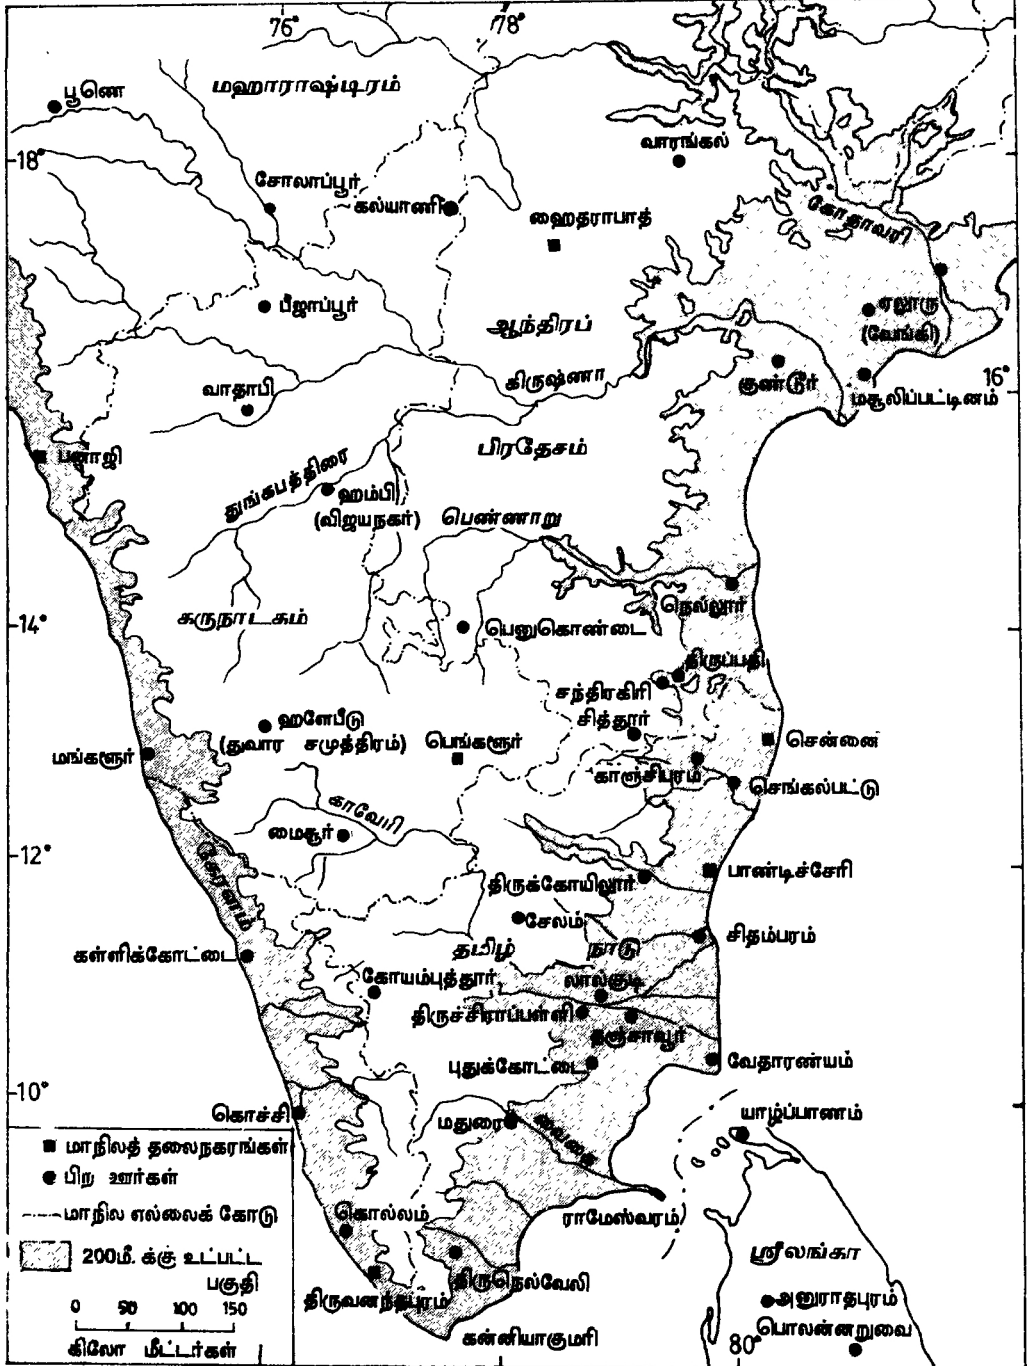 76°
78°
மஹாராஷ்டிரம்
பூணெ
வாரங்கல்
18°
சோலாப்பூர்
கல்யாணி
கோதாவரி
ஹைதராபாத்
பீஜாப்பூர்
ஏலூரு
(வேங்கி)
ஆந்திரப்
கிருஷ்ணா
குண்டூர்
16°
வாதாபி
மசூலிப்பட்டினம்
பனாஜி
பிரதேசம்
துங்கபத்திரை
ஹம்பி
(விஜயநகர்)
பெண்ணாறு
நெல்லூர்
கருநாடகம்
14°
பெனுகொண்டை
திருப்பதி
சந்திரகிரி
சித்தூர்
ஹளேபீடு
(துவார சமுத்திரம்)
பெங்களூர்
சென்னை
மங்களூர்
காஞ்சிபுரம்
செங்கல்பட்டு
காவேரி
மைசூர்
12°
கேரளம்
திருக்கோயிலூர்
பாண்டிச்சேரி
சேலம்
தமிழ் நாடு
சிதம்பரம்
கள்ளிக்கோட்டை
கோயம்புத்தூர்
லால்குடி
திருச்சிராப்பள்ளி
தஞ்சாவூர்
புதுக்கோட்டை
வேதாரண்யம்
10°
கொச்சி
மதுரை
வைகை
யாழ்ப்பாணம்
மாநிலத் தலைநகரங்கள்
பிற ஊர்கள்
மாநில எல்லைக் கோடு
200மீ. க்கு உட்பட்ட
பகுதி
0 50 100 150
கிலோ மீட்டர்கள்
கொல்லம்
ராமேஸ்வரம்
ஸ்ரீலங்கா
திருநெல்வேலி
திருவனந்தபுரம்
அனுராதபுரம்
கன்னியாகுமரி
பொலன்னறுவை
80°